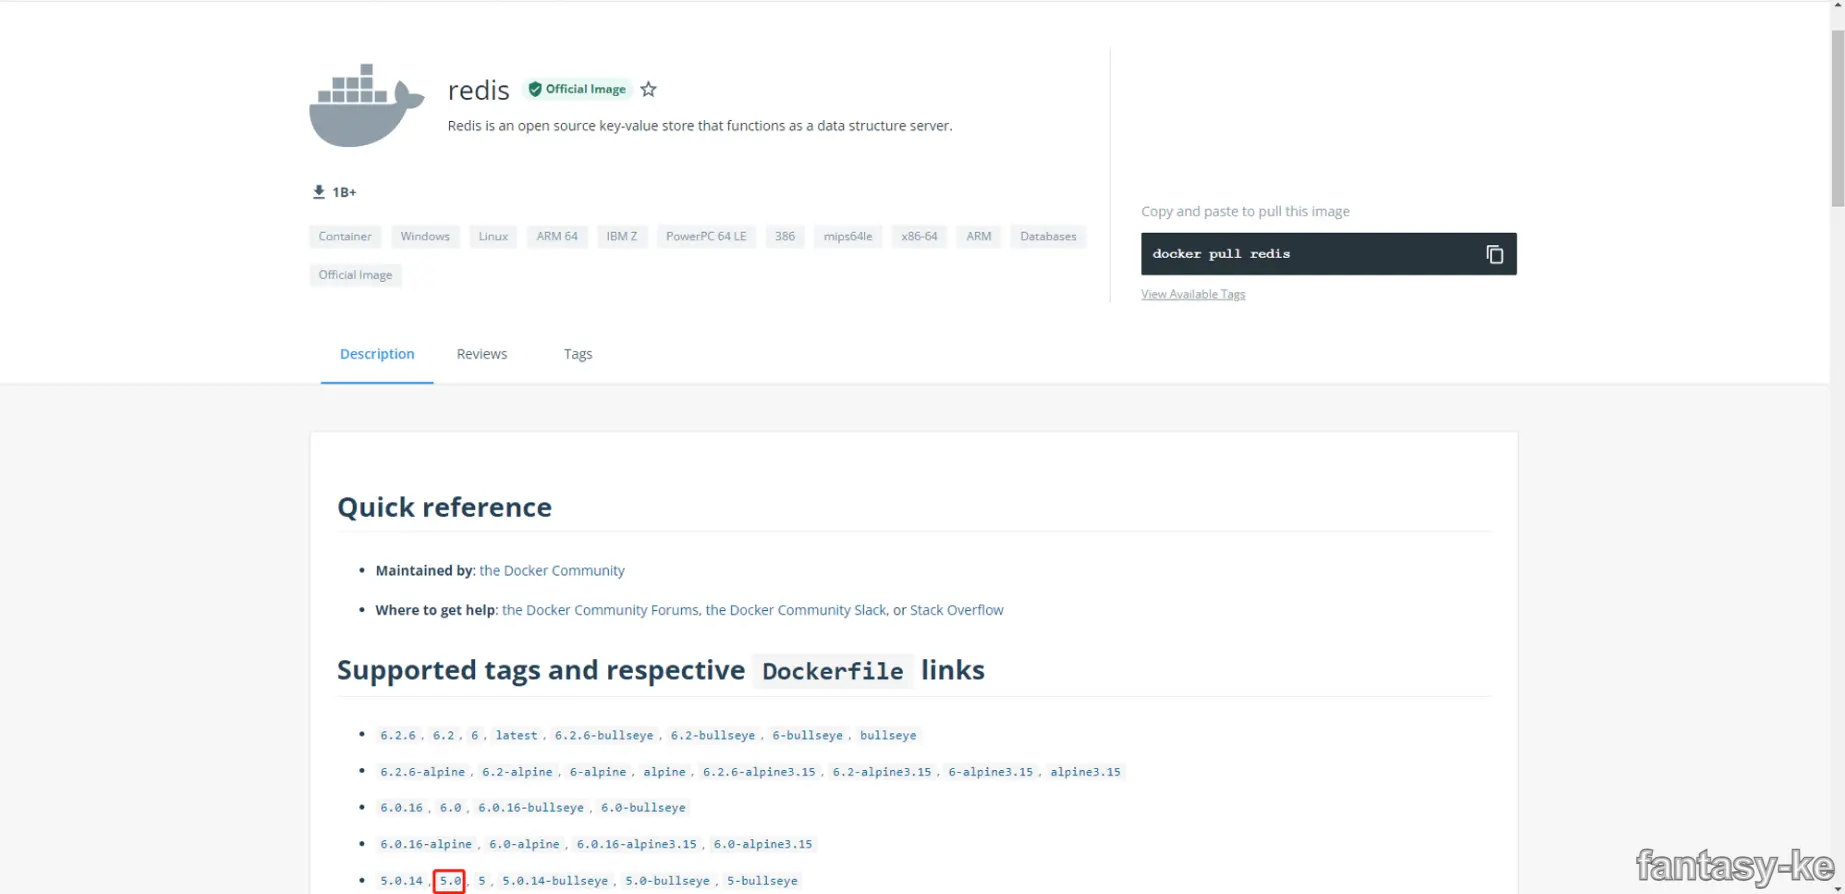 redis Official Image
Redis is an open source key-value store that functions as a data structure server.
1B+
Container Windows Linux ARM 64 IBM Z PowerPC 64 LE 386 mips64le x86-64 ARM Databases
Official Image
Copy and paste to pull this image
docker pull redis
View Available Tags
Description Reviews Tags
Quick reference
• Maintained by: the Docker Community
• Where to get help: the Docker Community Forums, the Docker Community Slack, or Stack Overflow
Supported tags and respective Dockerfile links
• 6.2.6, 6.2, 6, latest, 6.2.6-bullseye, 6.2-bullseye, 6-bullseye, bullseye
• 6.2.6-alpine, 6.2-alpine, 6-alpine, alpine, 6.2.6-alpine3.15, 6.2-alpine3.15, 6-alpine3.15, alpine3.15
• 6.0.16, 6.0, 6.0.16-bullseye, 6.0-bullseye
• 6.0.16-alpine, 6.0-alpine, 6.0.16-alpine3.15, 6.0-alpine3.15
• 5.0.14, 5.0, 5, 5.0.14-bullseye, 5.0-bullseye, 5-bullseye
fantasy-ke